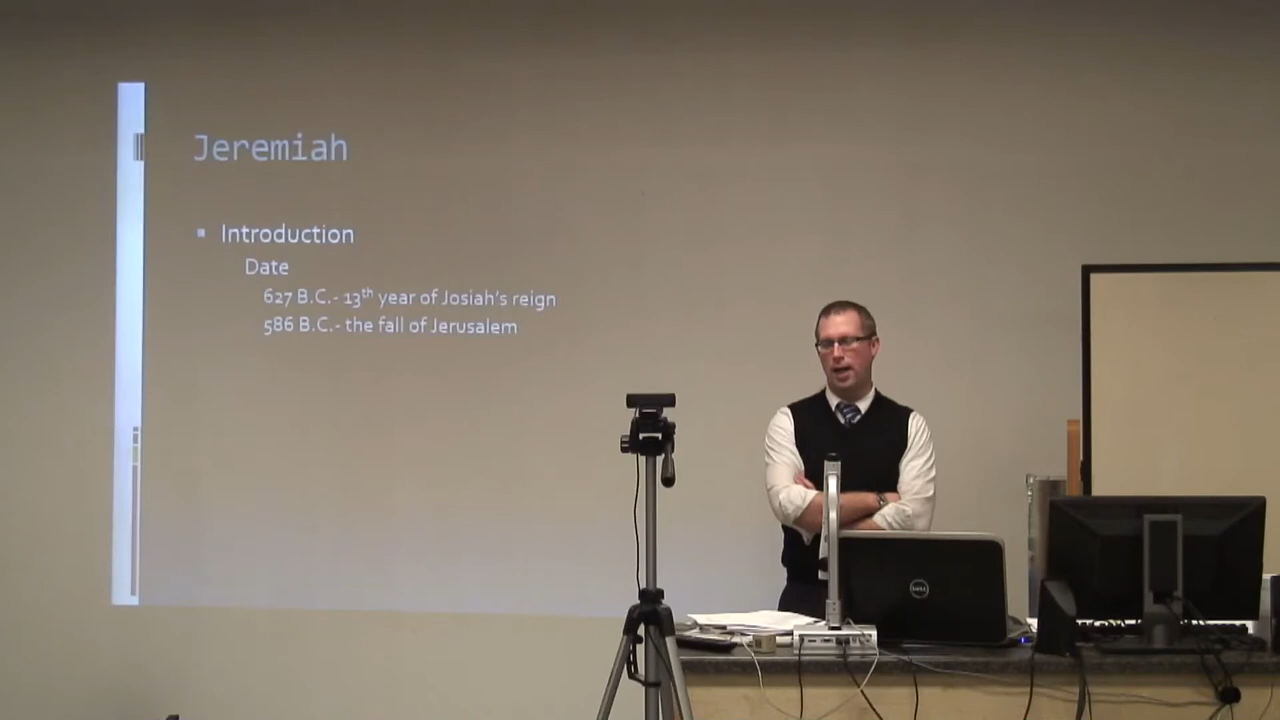 Jeremiah
▪ Introduction
Date
627 B.C.- 13th year of Josiah's reign
586 B.C.- the fall of Jerusalem
DELL